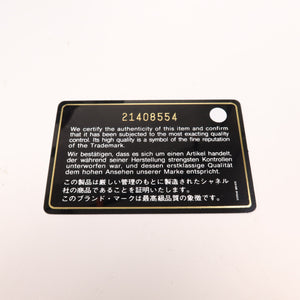 21408554
We certify the authenticity of this item and confirm
that it has been subjected to the most exacting quality
control. Its high quality is a symbol of the fine reputation
of the Trademark.
Wir bestätigen, dass es sich um einen Artikel handelt,
der während seiner Herstellung strengsten Kontrollen
unterworfen war, und dessen erstklassige Qualität
dem hohen Ansehen unserer Marke entspricht.
この製品は厳しい管理のもとに製造されたシャネル
社の商品であることを証明いたします。
このブランド・マークは最高級品質の象徴です。